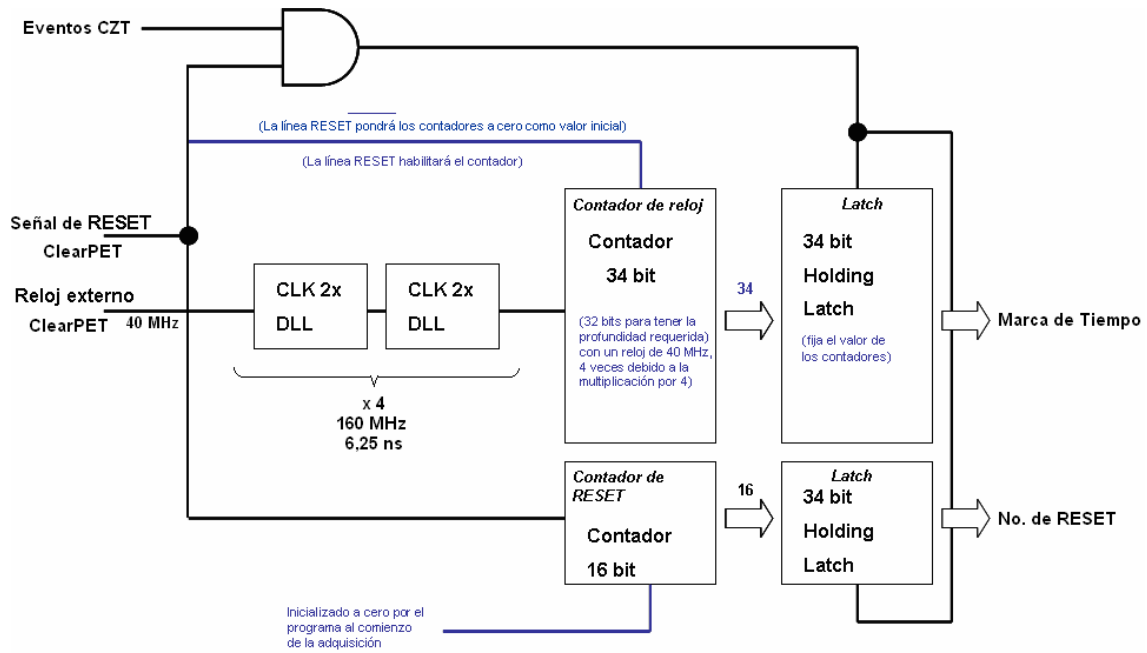 Eventos CZT
(La línea RESET pondrá los contadores a cero como valor inicial)
(La línea RESET habilitará el contador)
Señal de RESET
ClearPET
Reloj externo
ClearPET
40 MHz
CLK 2x
DLL
CLK 2x
DLL
x 4
160 MHz
6,25 ns
Contador de reloj
Contador
34 bit
(32 bits para tener la
profundidad requerida)
con un reloj de 40 MHz,
4 veces debido a la
multiplicación por 4)
34
Latch
34 bit
Holding
Latch
(fija el valor de
los contadores)
Marca de Tiempo
Contador de
RESET
Contador
16 bit
16
Latch
34 bit
Holding
Latch
No. de RESET
Inicializado a cero por el
programa al comienzo
de la adquisición